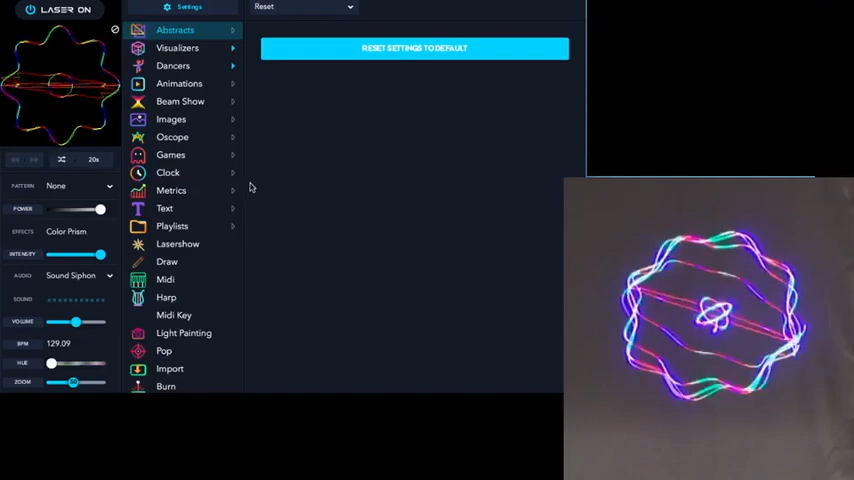 LASER ON
20s
PATTERN None
POWER
EFFECTS Color Prism
INTENSITY
AUDIO Sound Siphon
SOUND
VOLUME
BPM 129.09
HUE
ZOOM 50
Settings
Abstracts
Visualizers
Dancers
Animations
Beam Show
Images
Oscope
Games
Clock
Metrics
Text
Playlists
Lasershow
Draw
Midi
Harp
Midi Key
Light Painting
Pop
Import
Burn
Reset
RESET SETTINGS TO DEFAULT